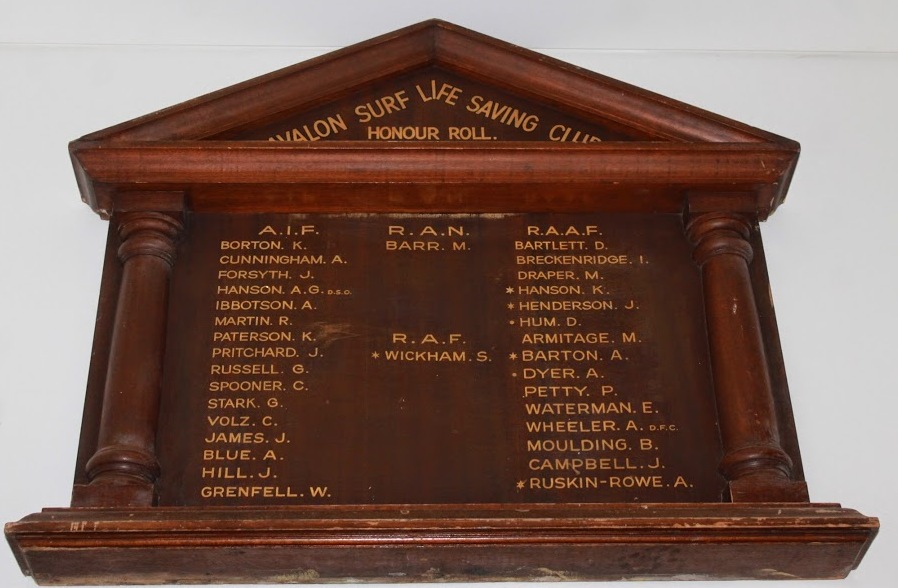 AVALON SURF LIFE SAVING CLUB
HONOUR ROLL.
A.I.F.
BORTON. K.
CUNNINGHAM. A.
FORSYTH. J.
HANSON. A.G. D.S.O.
IBBOTSON. A.
MARTIN. R.
PATERSON. K.
PRITCHARD. J.
RUSSELL. G.
SPOONER. C.
STARK. G.
VOLZ. C.
JAMES. J.
BLUE. A.
HILL. J.
GRENFELL. W.
R.A.N.
BARR. M.
R.A.F.
* WICKHAM. S.
R.A.A.F.
BARTLETT. D.
BRECKENRIDGE. I.
DRAPER. M.
* HANSON. K.
* HENDERSON. J.
* HUM. D.
ARMITAGE. M.
* BARTON. A.
* DYER. A.
PETTY. P.
WATERMAN. E.
WHEELER. A. D.F.C.
MOULDING. B.
CAMPBELL. J.
* RUSKIN-ROWE. A.